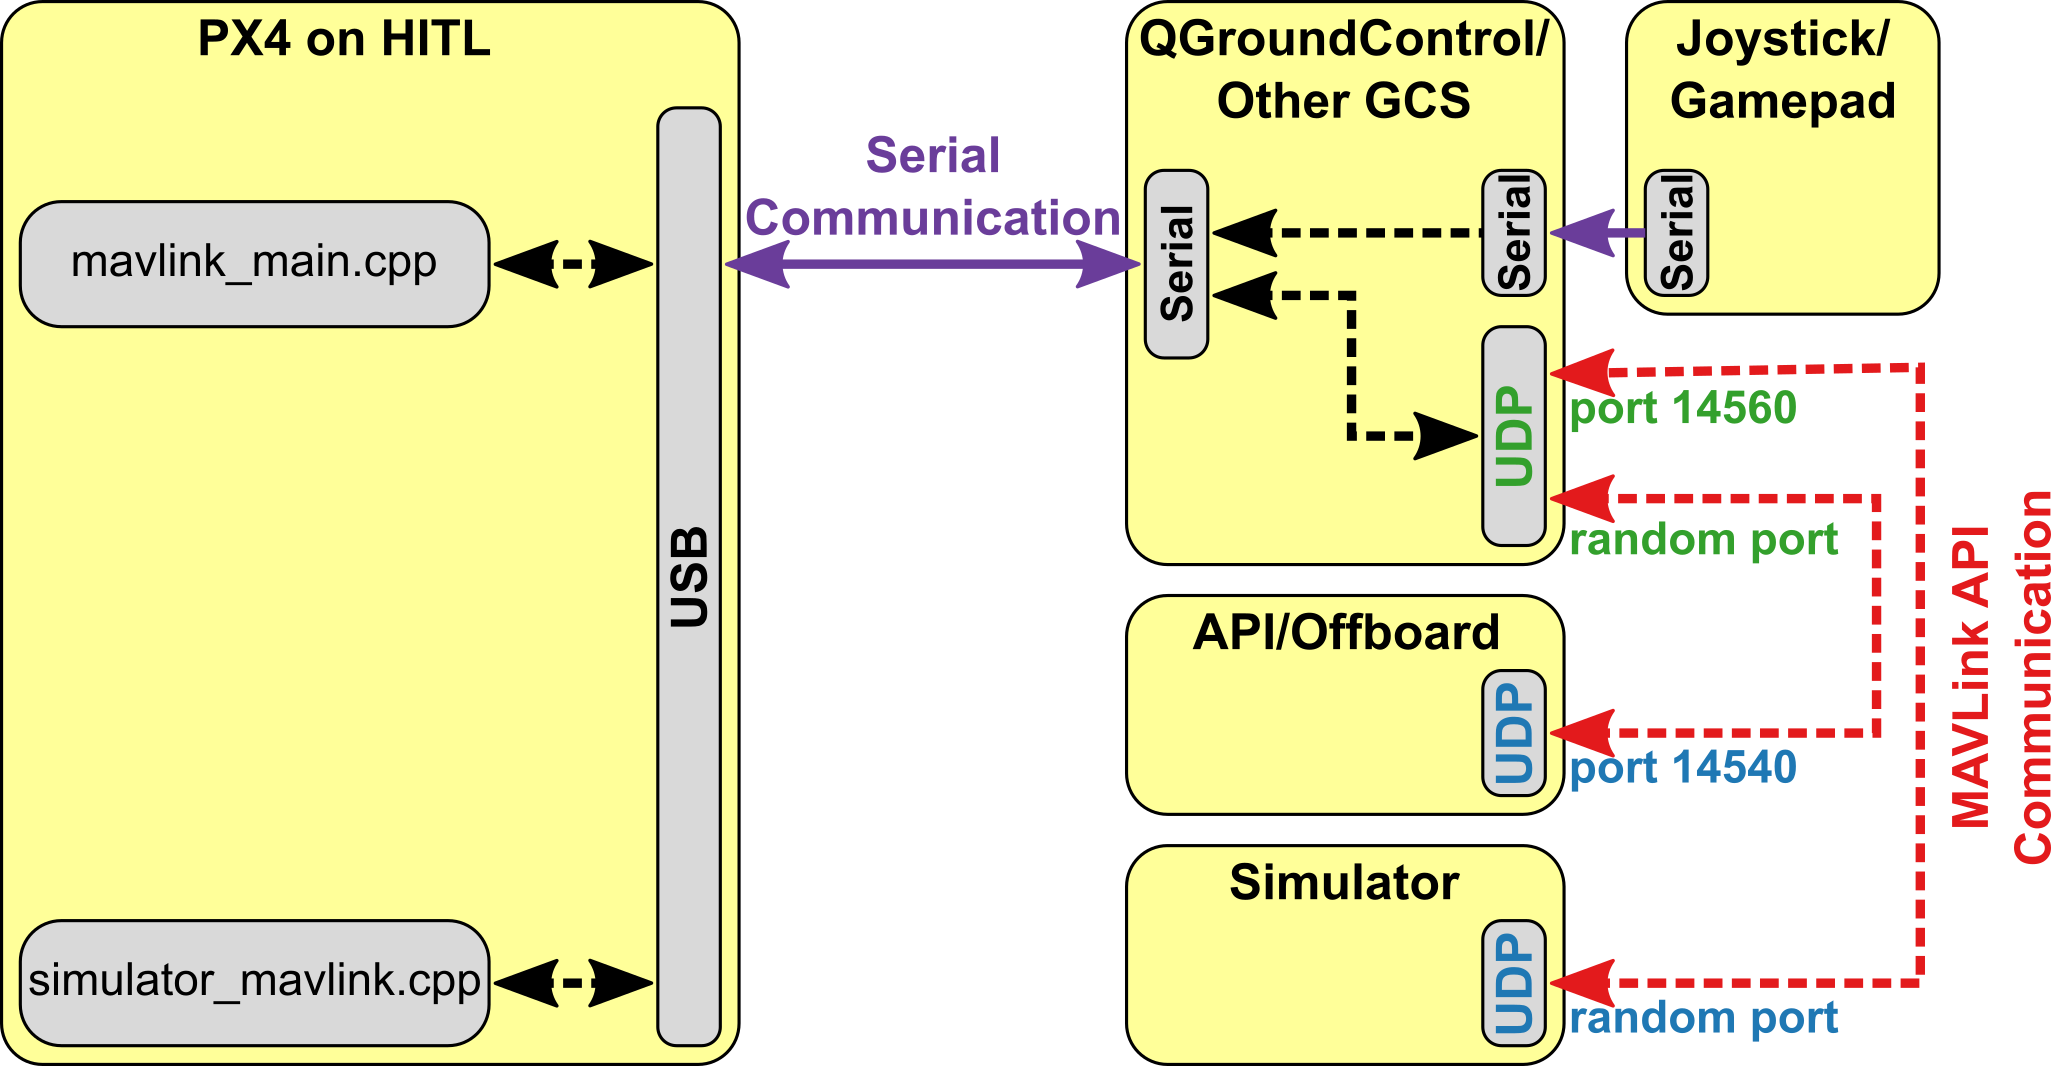 PX4 on HITL
mavlink_main.cpp
simulator_mavlink.cpp
USB
Serial
Communication
QGroundControl/
Other GCS
Serial
Serial
UDP
Joystick/
Gamepad
Serial
port 14560
random port
API/Offboard
UDP
port 14540
Simulator
UDP
random port
MAVLink API
Communication